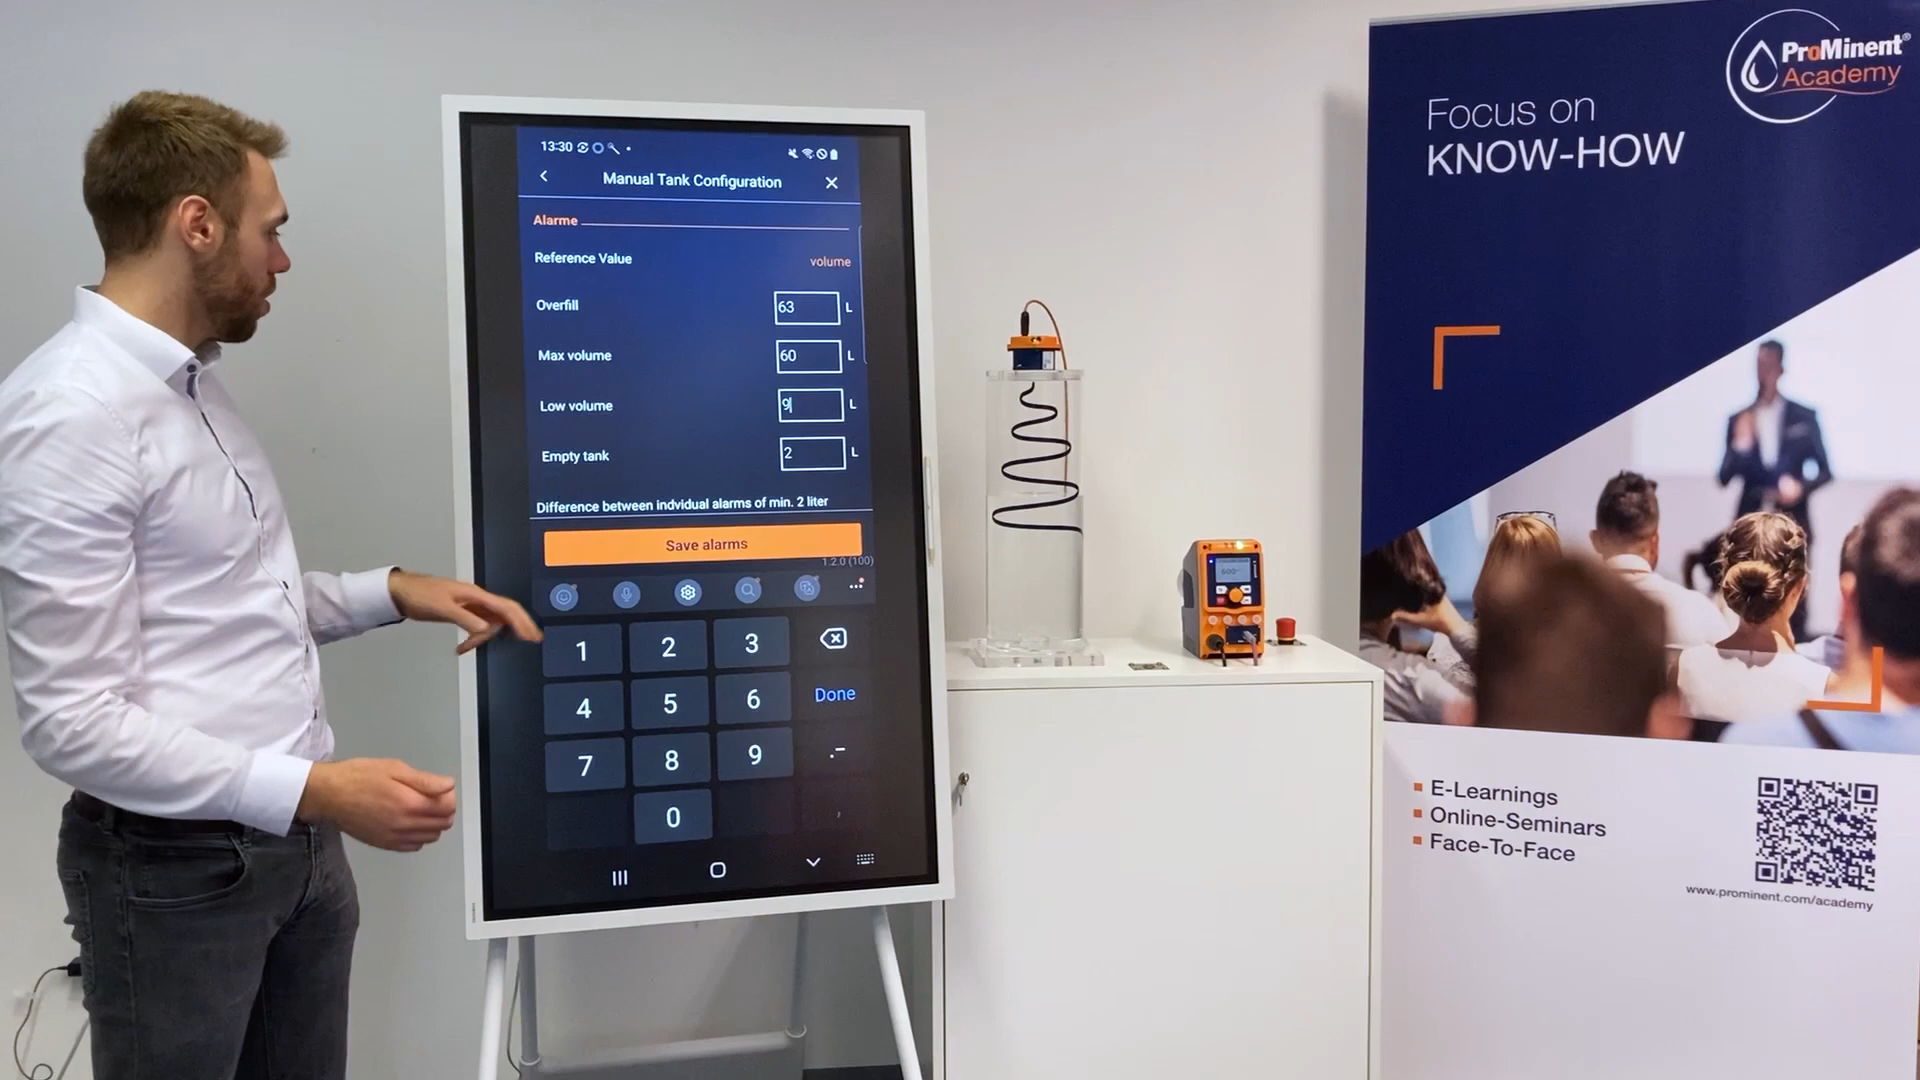 13:30
Manual Tank Configuration
Alarme
Reference Value volume
Overfill 63 L
Max volume 60 L
Low volume 9 L
Empty tank 2 L
Difference between indvidual alarms of min. 2 liter
Save alarms
1.2.0 (100)
1 2 3
4 5 6 Done
7 8 9 .-
0 ,
600
ProMinent®
Academy
Focus on
KNOW-HOW
E-Learnings
Online-Seminars
Face-To-Face
www.prominent.com/academy